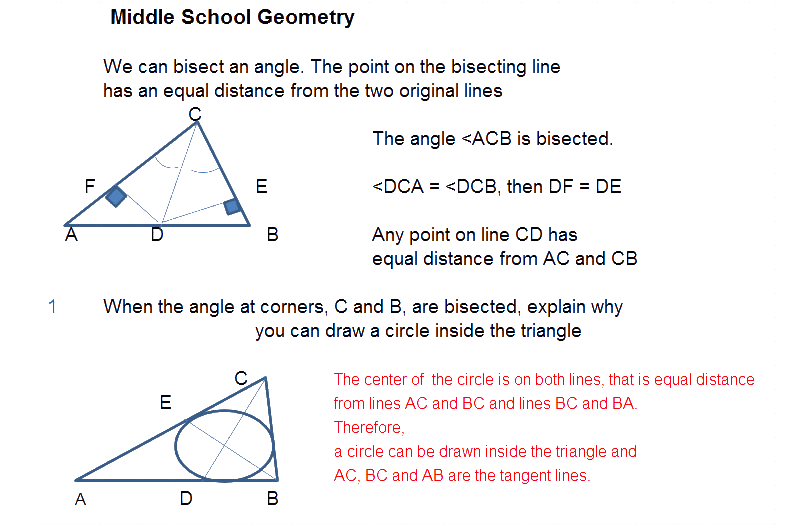 Middle School Geometry
We can bisect an angle. The point on the bisecting line
has an equal distance from the two original lines
C
The angle <ACB is bisected.
F
E
<DCA = <DCB, then DF = DE
A
D
B
Any point on line CD has
equal distance from AC and CB
1
When the angle at corners, C and B, are bisected, explain why
you can draw a circle inside the triangle
C
The center of the circle is on both lines, that is equal distance
E
from lines AC and BC and lines BC and BA.
Therefore,
a circle can be drawn inside the triangle and
AC, BC and AB are the tangent lines.
A
D
B